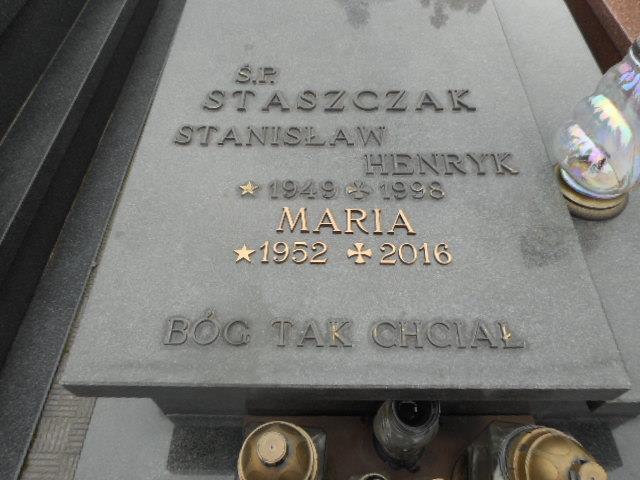 Ś.P.
STASZCZAK
STANISŁAW
HENRYK
★1949 ✠1998
MARIA
★1952 ✠2016
BÓG TAK CHCIAŁ